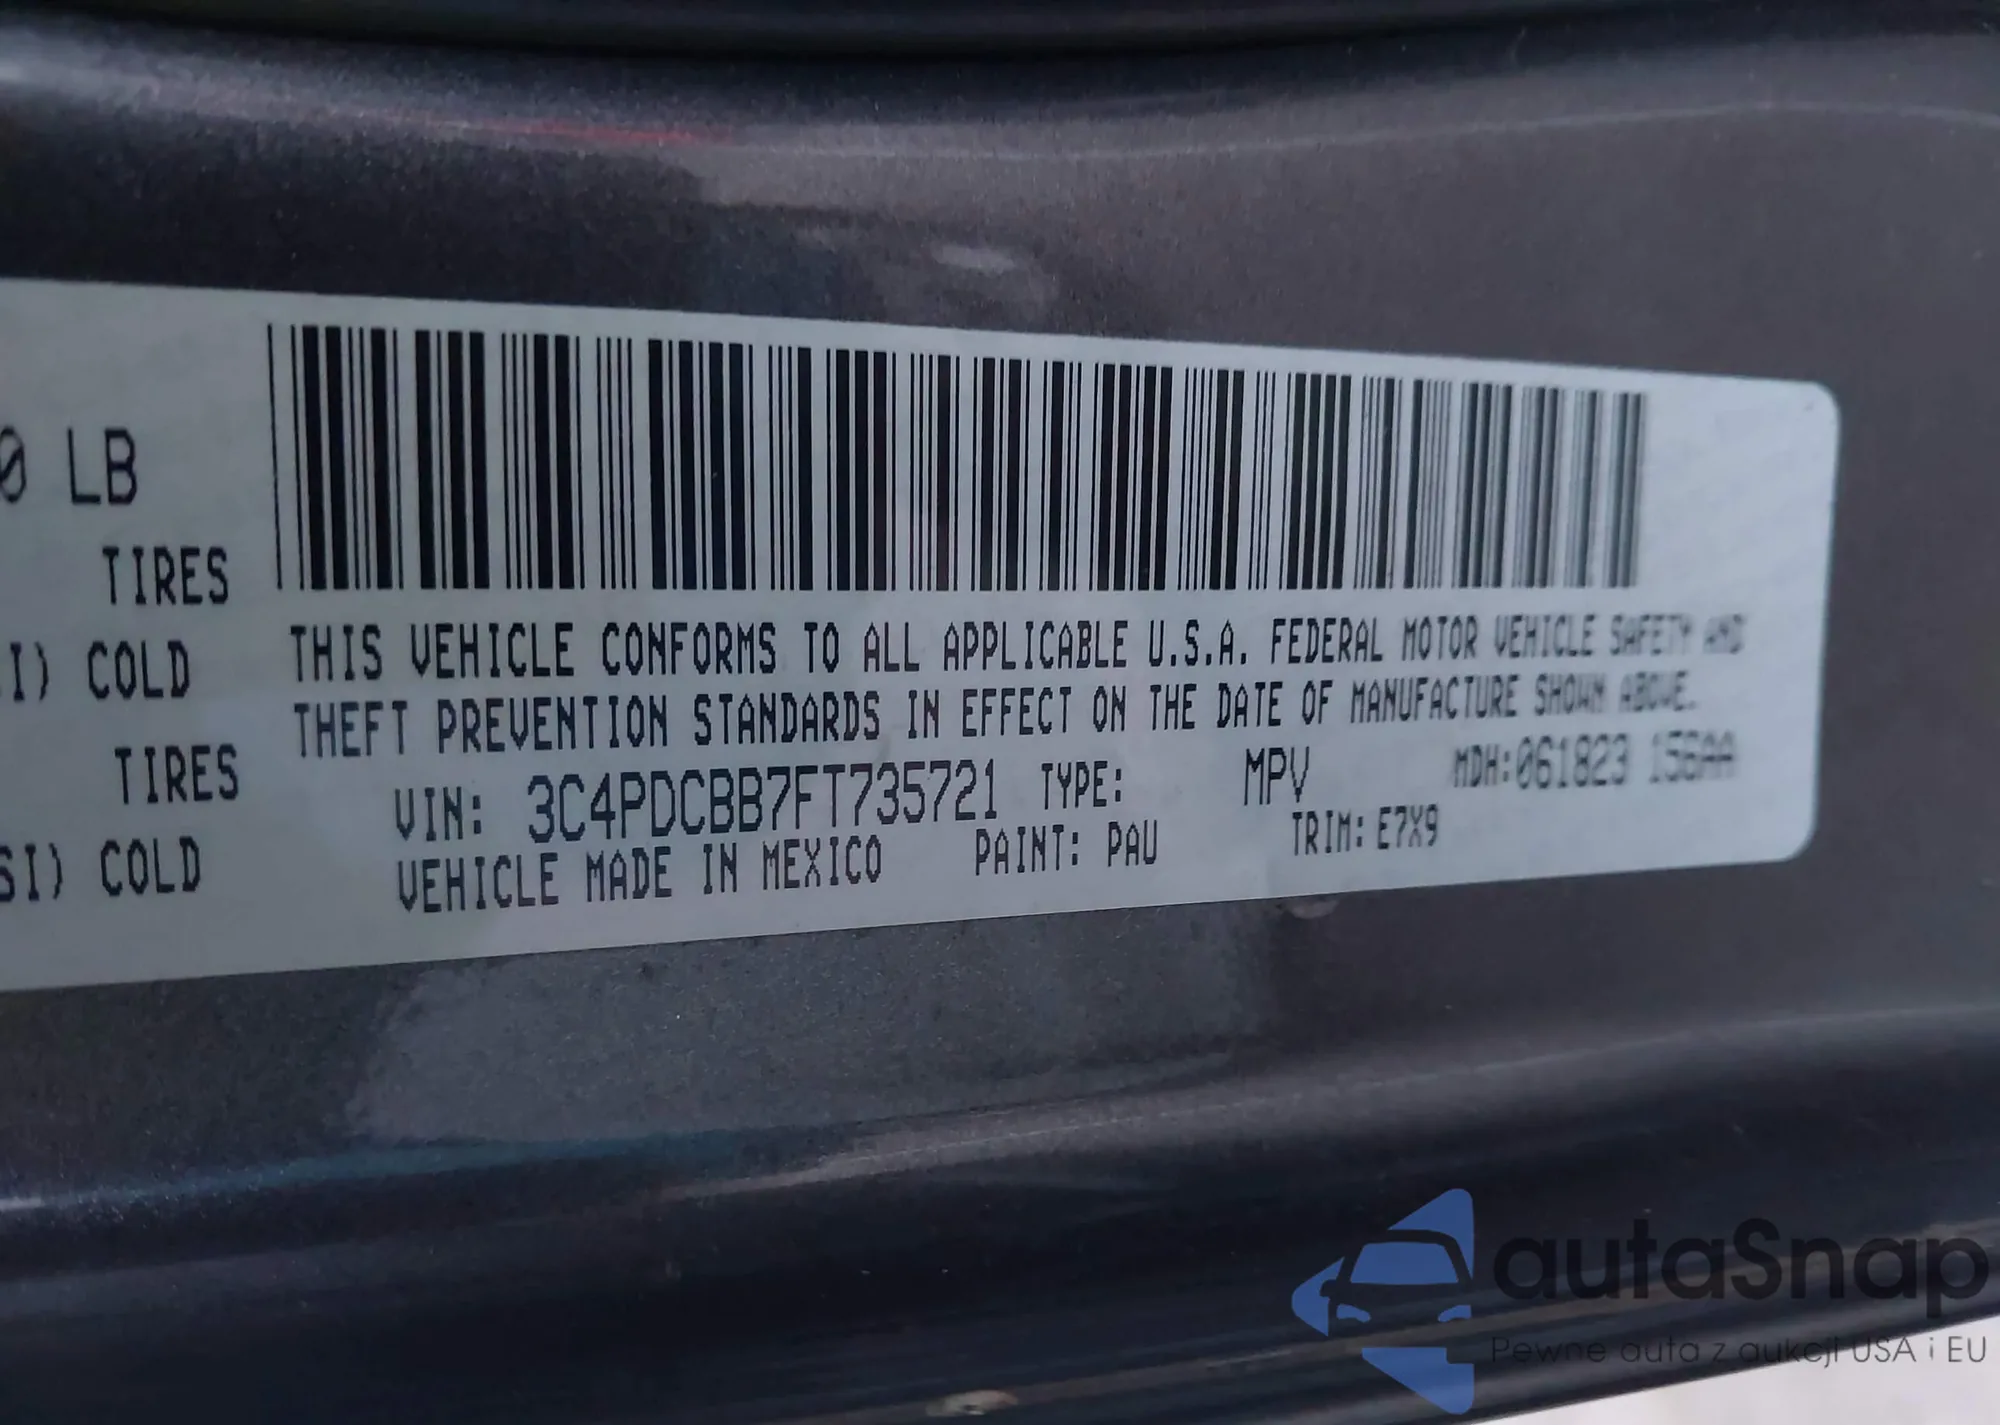 0 LB
TIRES
I) COLD
TIRES
SI) COLD
THIS VEHICLE CONFORMS TO ALL APPLICABLE U.S.A. FEDERAL MOTOR VEHICLE SAFETY AND
THEFT PREVENTION STANDARDS IN EFFECT ON THE DATE OF MANUFACTURE SHOWN ABOVE.
VIN: 3C4PDCBB7FT735721 TYPE: MPV MDH:061823 156AA
VEHICLE MADE IN MEXICO PAINT: PAU TRIM: E7X9
autaSnap
Pewne auta z aukcji USA i EU